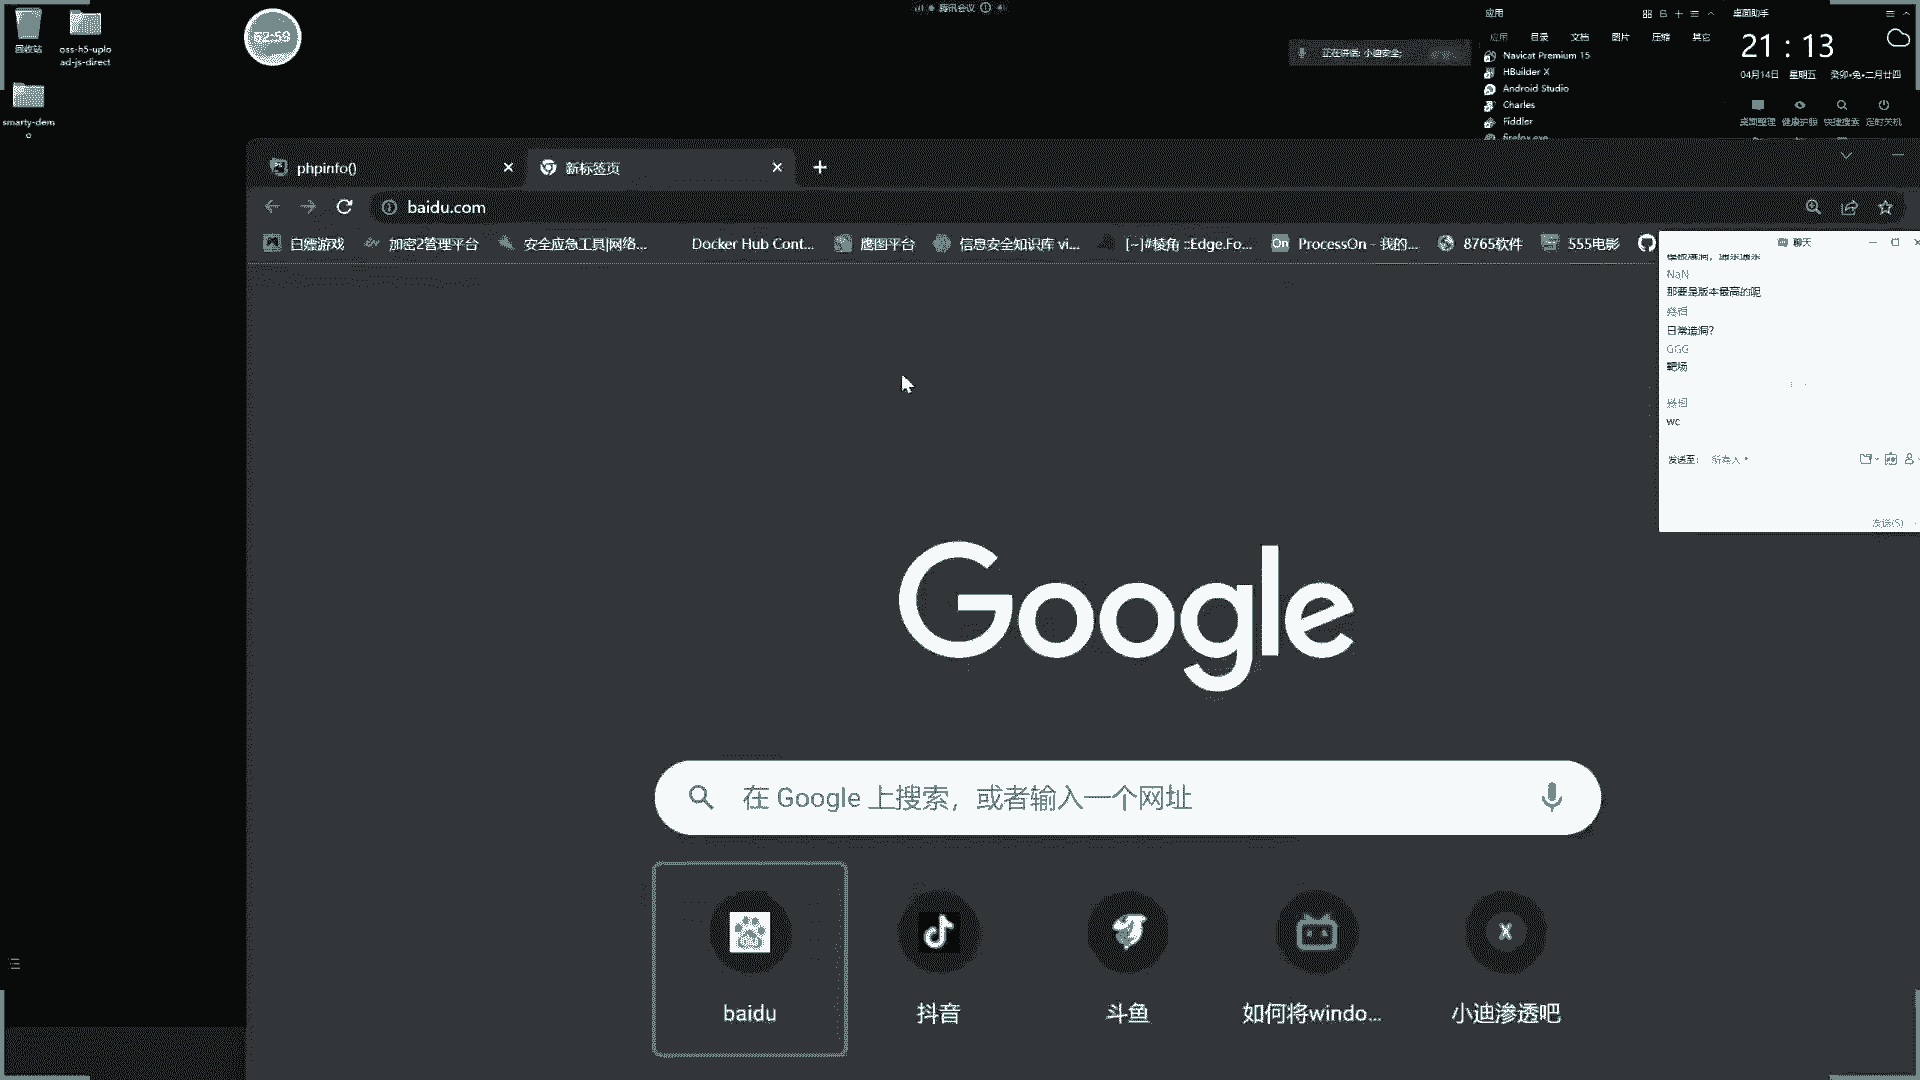 回收站
oss-h5-uplo
ad-js-direct
smarty-dem
o
腾讯会议
正在讲话: 小迪安全;
应用
应用 目录 文档 图片 压缩 其它
Navicat Premium 15
HBuilder X
Android Studio
Charles
Fiddler
firefox.exe
桌面助手
21 : 13
04月14日 星期五 癸卯•兔•二月廿四
桌面整理 健康护眼 快捷搜索 定时关机
phpinfo()
新标签页
baidu.com
白嫖游戏
加密2管理平台
安全应急工具|网络...
Docker Hub Cont...
鹰图平台
信息安全知识库 vi...
[~]#棱角 ::Edge.Fo...
On ProcessOn - 我的...
8765软件
555电影
聊天
NaN
那要是版本最高的呢
日常造洞?
GGG
靶场
wc
发送至: 所有人
发送(S)
Google
在 Google 上搜索，或者输入一个网址
baidu
抖音
斗鱼
如何将windo...
X
小迪渗透吧